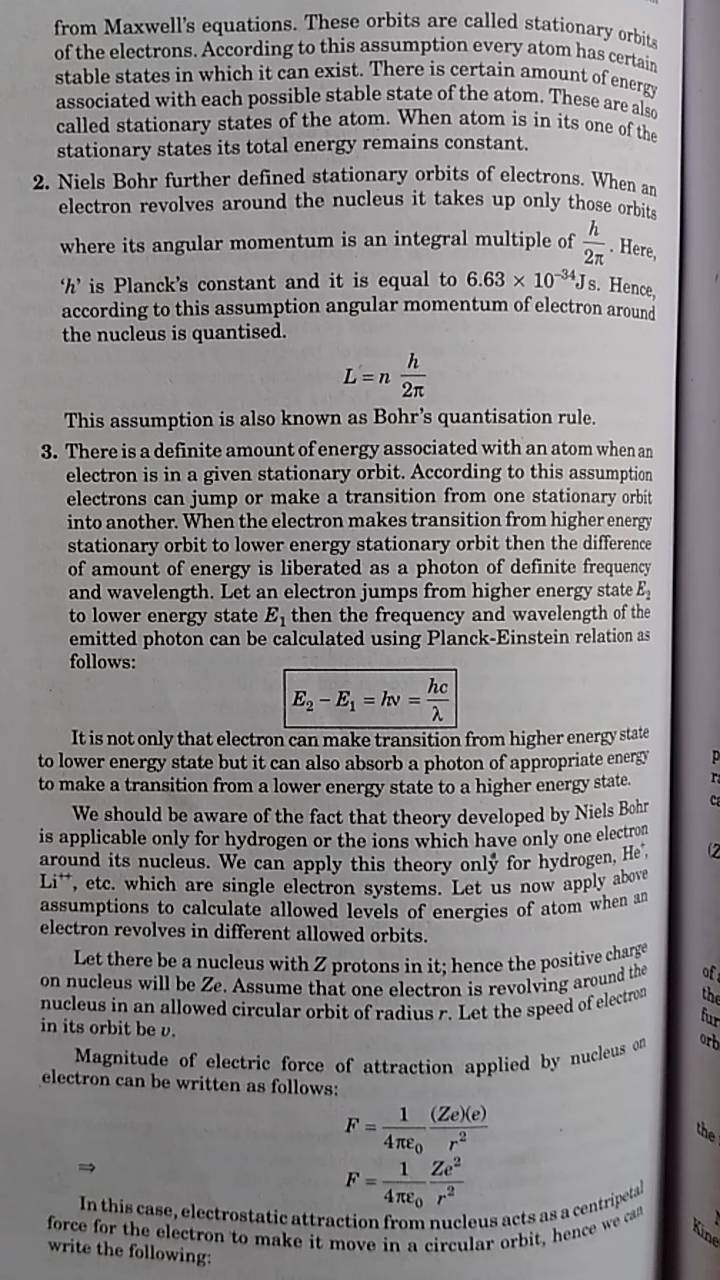 from Maxwell's equations. These orbits are called stationary orbits
of the electrons. According to this assumption every atom has certain
stable states in which it can exist. There is certain amount of energy
associated with each possible stable state of the atom. These are also
called stationary states of the atom. When atom is in its one of the
stationary states its total energy remains constant.
2. Niels Bohr further defined stationary orbits of electrons. When an
electron revolves around the nucleus it takes up only those orbits
where its angular momentum is an integral multiple of h/2π. Here,
'h' is Planck's constant and it is equal to 6.63 × 10⁻³⁴J s. Hence,
according to this assumption angular momentum of electron around
the nucleus is quantised.
L = n h/2π
This assumption is also known as Bohr's quantisation rule.
3. There is a definite amount of energy associated with an atom when an
electron is in a given stationary orbit. According to this assumption
electrons can jump or make a transition from one stationary orbit
into another. When the electron makes transition from higher energy
stationary orbit to lower energy stationary orbit then the difference
of amount of energy is liberated as a photon of definite frequency
and wavelength. Let an electron jumps from higher energy state E₂
to lower energy state E₁ then the frequency and wavelength of the
emitted photon can be calculated using Planck-Einstein relation as
follows:
E₂ – E₁ = hν = hc/λ
It is not only that electron can make transition from higher energy state
to lower energy state but it can also absorb a photon of appropriate energy
to make a transition from a lower energy state to a higher energy state.
We should be aware of the fact that theory developed by Niels Bohr
is applicable only for hydrogen or the ions which have only one electron
around its nucleus. We can apply this theory only for hydrogen, He⁺,
Li⁺⁺, etc. which are single electron systems. Let us now apply above
assumptions to calculate allowed levels of energies of atom when an
electron revolves in different allowed orbits.
Let there be a nucleus with Z protons in it; hence the positive charge
on nucleus will be Ze. Assume that one electron is revolving around the
nucleus in an allowed circular orbit of radius r. Let the speed of electron
in its orbit be v.
Magnitude of electric force of attraction applied by nucleus on
electron can be written as follows:
F = 1/4πε₀ (Ze)(e)/r²
⇒ F = 1/4πε₀ Ze²/r²
In this case, electrostatic attraction from nucleus acts as a centripetal
force for the electron to make it move in a circular orbit, hence we can
write the following:
(Z
of
the
fur
orb
the
Kine